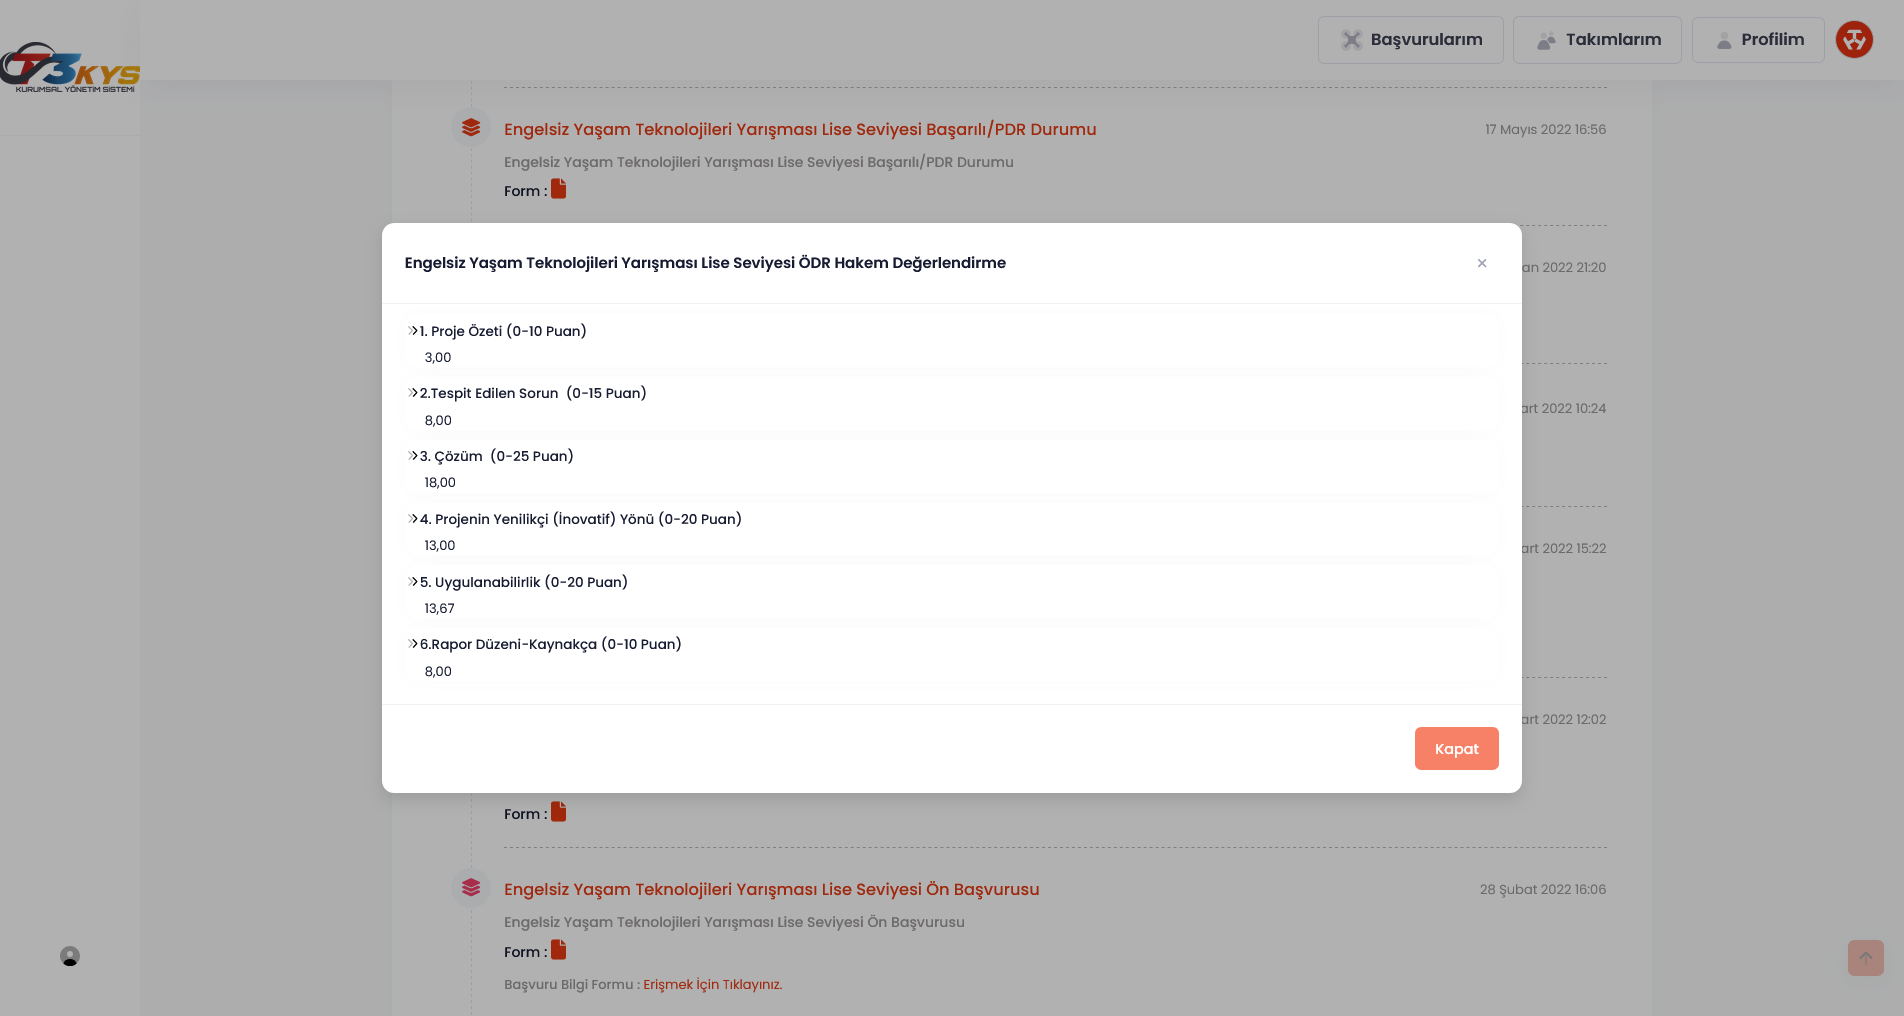 T3 KYS
KURUMSAL YÖNETİM SİSTEMİ
Başvurularım
Takımlarım
Profilim
Engelsiz Yaşam Teknolojileri Yarışması Lise Seviyesi Başarılı/PDR Durumu
17 Mayıs 2022 16:56
Engelsiz Yaşam Teknolojileri Yarışması Lise Seviyesi Başarılı/PDR Durumu
Form :
an 2022 21:20
art 2022 10:24
art 2022 15:22
art 2022 12:02
Engelsiz Yaşam Teknolojileri Yarışması Lise Seviyesi ÖDR Hakem Değerlendirme
×
1. Proje Özeti (0-10 Puan)
3,00
2.Tespit Edilen Sorun  (0-15 Puan)
8,00
3. Çözüm  (0-25 Puan)
18,00
4. Projenin Yenilikçi (İnovatif) Yönü (0-20 Puan)
13,00
5. Uygulanabilirlik (0-20 Puan)
13,67
6.Rapor Düzeni-Kaynakça (0-10 Puan)
8,00
Kapat
Form :
Engelsiz Yaşam Teknolojileri Yarışması Lise Seviyesi Ön Başvurusu
28 Şubat 2022 16:06
Engelsiz Yaşam Teknolojileri Yarışması Lise Seviyesi Ön Başvurusu
Form :
Başvuru Bilgi Formu : Erişmek İçin Tıklayınız.